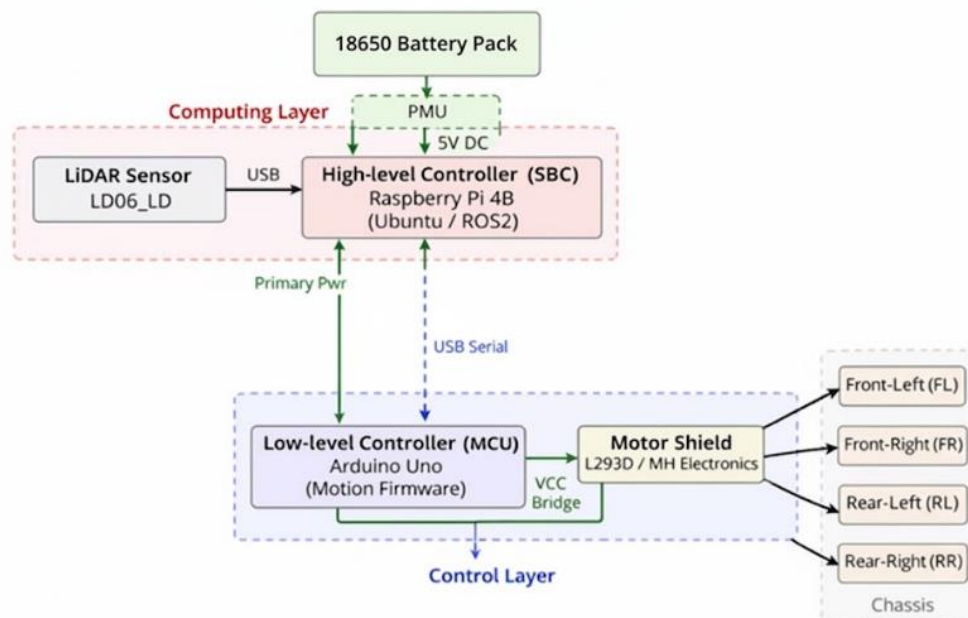 18650 Battery Pack
PMU
Computing Layer
5V DC
LiDAR Sensor
LD06_LD
USB
High-level Controller (SBC)
Raspberry Pi 4B
(Ubuntu / ROS2)
Primary Pwr
USB Serial
Low-level Controller (MCU)
Arduino Uno
(Motion Firmware)
VCC
Bridge
Motor Shield
L293D / MH Electronics
Front-Left (FL)
Front-Right (FR)
Rear-Left (RL)
Rear-Right (RR)
Chassis
Control Layer